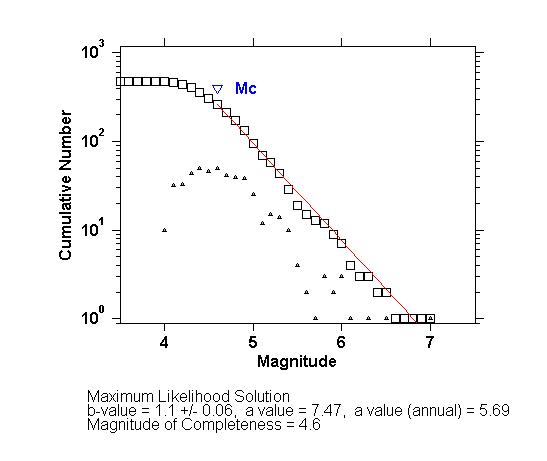 10³
Mc
10²
Cumulative Number
10¹
10⁰
4 5 6 7
Magnitude
Maximum Likelihood Solution
b-value = 1.1 +/- 0.06, a value = 7.47, a value (annual) = 5.69
Magnitude of Completeness = 4.6